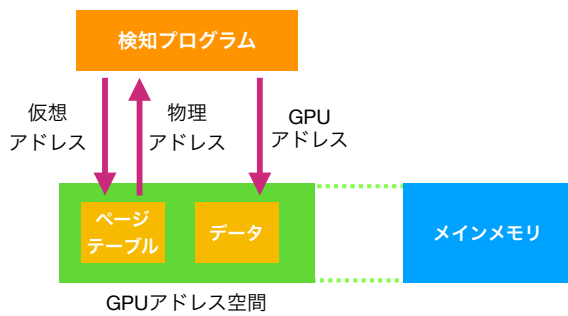 検知プログラム
仮想
アドレス
物理
アドレス
GPU
アドレス
ページ
テーブル
データ
メインメモリ
GPUアドレス空間